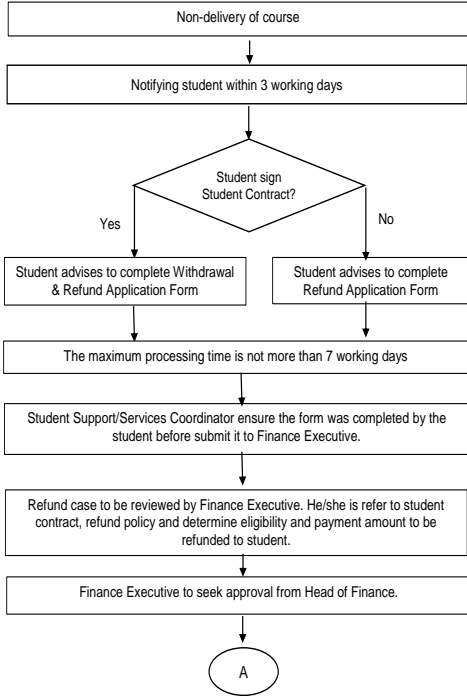 Non-delivery of course
Notifying student within 3 working days
Student sign
Student Contract?
Yes
No
Student advises to complete Withdrawal
& Refund Application Form
Student advises to complete
Refund Application Form
The maximum processing time is not more than 7 working days
Student Support/Services Coordinator ensure the form was completed by the
student before submit it to Finance Executive.
Refund case to be reviewed by Finance Executive. He/she is refer to student
contract, refund policy and determine eligibility and payment amount to be
refunded to student.
Finance Executive to seek approval from Head of Finance.
A